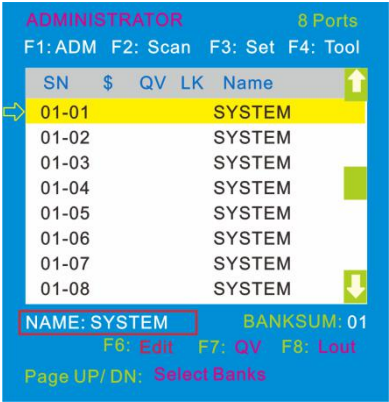 ADMINISTRATOR 8 Ports
F1: ADM F2: Scan F3: Set F4: Tool
SN $ QV LK Name
01-01 SYSTEM
01-02 SYSTEM
01-03 SYSTEM
01-04 SYSTEM
01-05 SYSTEM
01-06 SYSTEM
01-07 SYSTEM
01-08 SYSTEM
NAME: SYSTEM BANKSUM: 01
F6: Edit F7: QV F8: Lout
Page UP/ DN: Select Banks